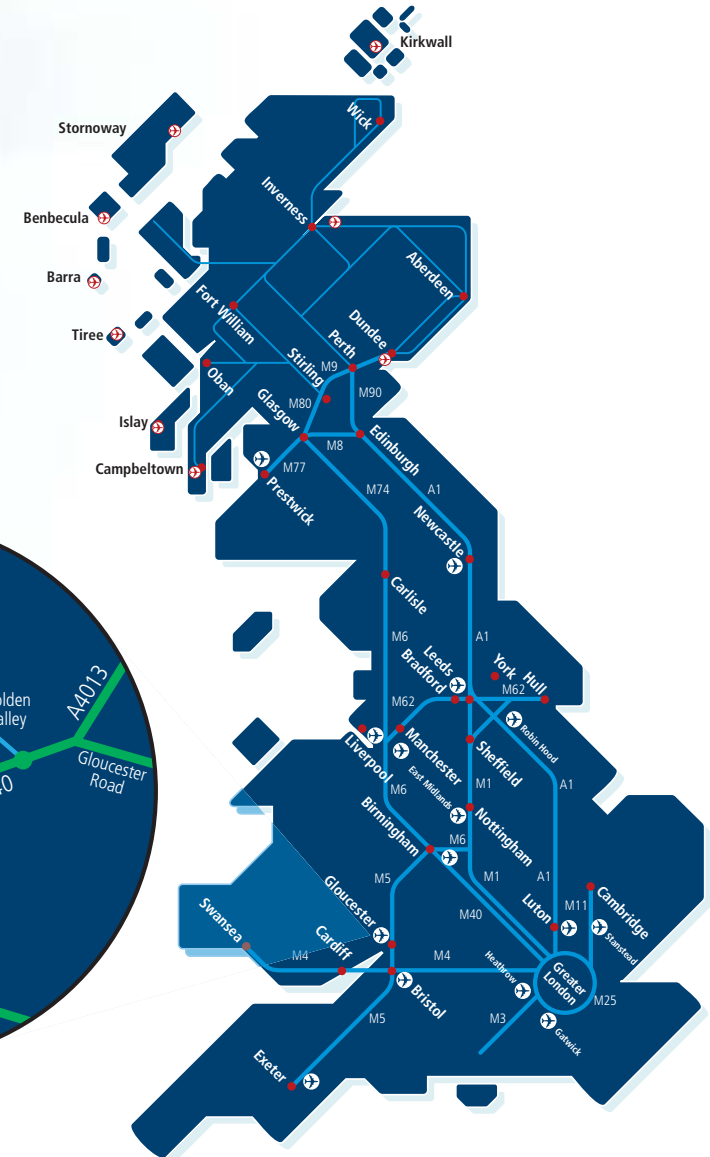 Kirkwall
Wick
Stornoway
Inverness
Benbecula
Aberdeen
Barra
Fort William
Dundee
Perth
Tiree
Stirling
M9
Oban
M90
M80
Glasgow
Islay
M8
Edinburgh
Campbeltown
M77
Prestwick
M74
A1
Newcastle
Carlisle
M6
A1
Leeds
Bradford
York
Hull
M62
M62
Robin Hood
Liverpool
Manchester
Sheffield
East Midlands
M1
A1
M6
Nottingham
Birmingham
M6
M5
M1
A1
M40
M11
Cambridge
Luton
Stanstead
Gloucester
Swansea
Cardiff
M4
M4
Heathrow
Greater
London
M25
Bristol
M5
M3
Gatwick
Exeter
A4013
Gloucester
Road